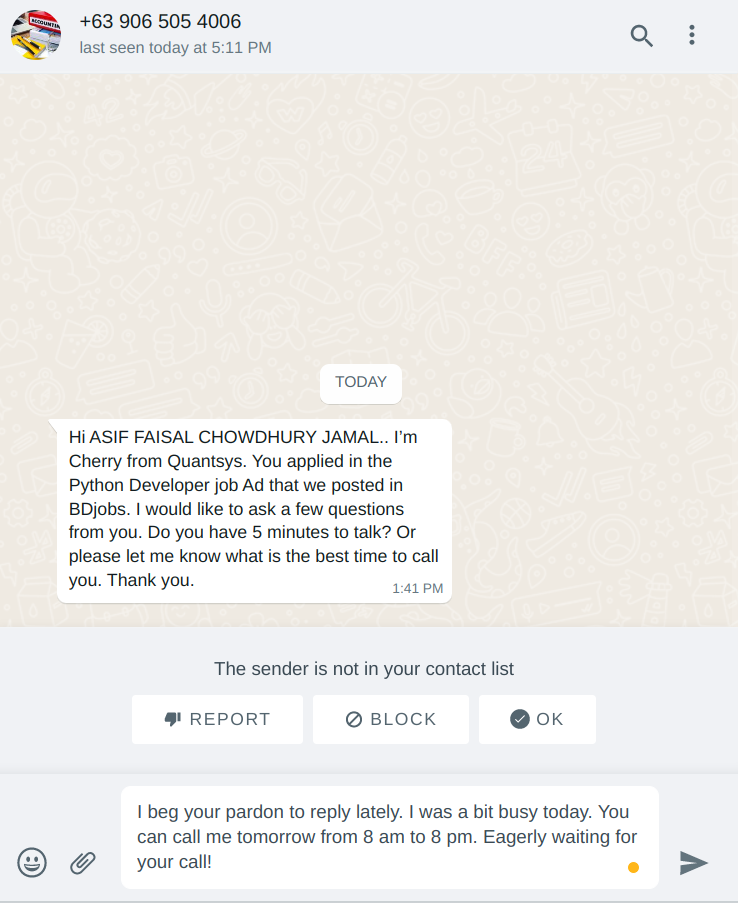 ACCOUNTIN
+63 906 505 4006
last seen today at 5:11 PM
TODAY
Hi ASIF FAISAL CHOWDHURY JAMAL.. I’m
Cherry from Quantsys. You applied in the
Python Developer job Ad that we posted in
BDjobs. I would like to ask a few questions
from you. Do you have 5 minutes to talk? Or
please let me know what is the best time to call
you. Thank you.
1:41 PM
The sender is not in your contact list
REPORT
BLOCK
OK
I beg your pardon to reply lately. I was a bit busy today. You
can call me tomorrow from 8 am to 8 pm. Eagerly waiting for
your call!